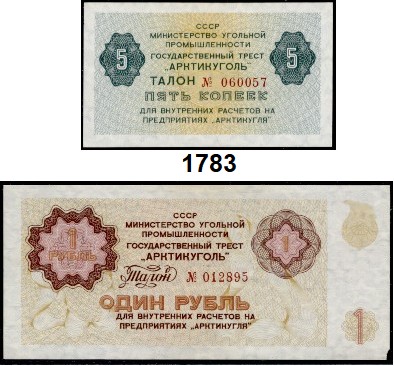 СССР
МИНИСТЕРСТВО УГОЛЬНОЙ
ПРОМЫШЛЕННОСТИ
5 ГОСУДАРСТВЕННЫЙ ТРЕСТ 5
„АРКТИКУГОЛЬ"
ТАЛОН № 060057
ПЯТЬ КОПЕЕК
ДЛЯ ВНУТРЕННИХ РАСЧЕТОВ НА
ПРЕДПРИЯТИЯХ „АРКТИКУГЛЯ"
1783
СССР
МИНИСТЕРСТВО УГОЛЬНОЙ
ПРОМЫШЛЕННОСТИ
1 ГОСУДАРСТВЕННЫЙ ТРЕСТ 1
РУБЛЬ „АРКТИКУГОЛЬ"
Талон № 012895
ОДИН РУБЛЬ
ДЛЯ ВНУТРЕННИХ РАСЧЕТОВ НА
ПРЕДПРИЯТИЯХ „АРКТИКУГЛЯ" 1